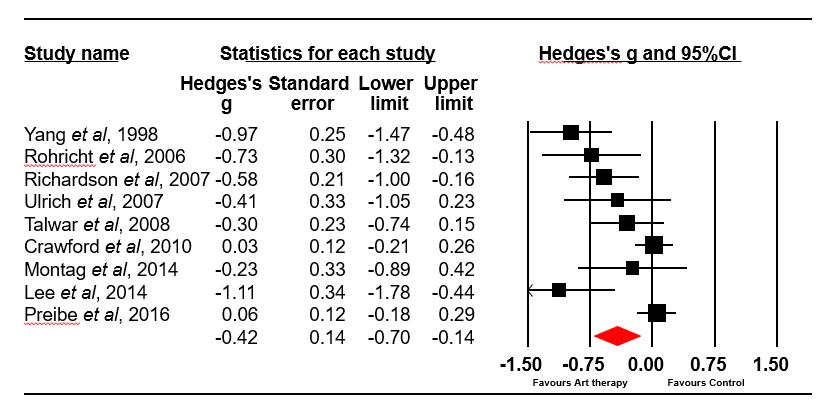 Study name Statistics for each study Hedges's g and 95%CI
Hedges's Standard Lower Upper
g error limit limit
Yang et al, 1998 -0.97 0.25 -1.47 -0.48
Rohricht et al, 2006 -0.73 0.30 -1.32 -0.13
Richardson et al, 2007 -0.58 0.21 -1.00 -0.16
Ulrich et al, 2007 -0.41 0.33 -1.05 0.23
Talwar et al, 2008 -0.30 0.23 -0.74 0.15
Crawford et al, 2010 0.03 0.12 -0.21 0.26
Montag et al, 2014 -0.23 0.33 -0.89 0.42
Lee et al, 2014 -1.11 0.34 -1.78 -0.44
Preibe et al, 2016 0.06 0.12 -0.18 0.29
-0.42 0.14 -0.70 -0.14
-1.50 -0.75 0.00 0.75 1.50
Favours Art therapy Favours Control